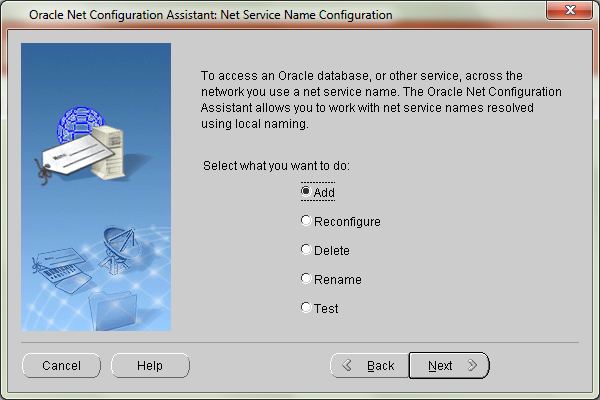 Oracle Net Configuration Assistant: Net Service Name Configuration
To access an Oracle database, or other service, across the
network you use a net service name. The Oracle Net Configuration
Assistant allows you to work with net service names resolved
using local naming.
Select what you want to do:
Add
Reconfigure
Delete
Rename
Test
Cancel
Help
Back
Next